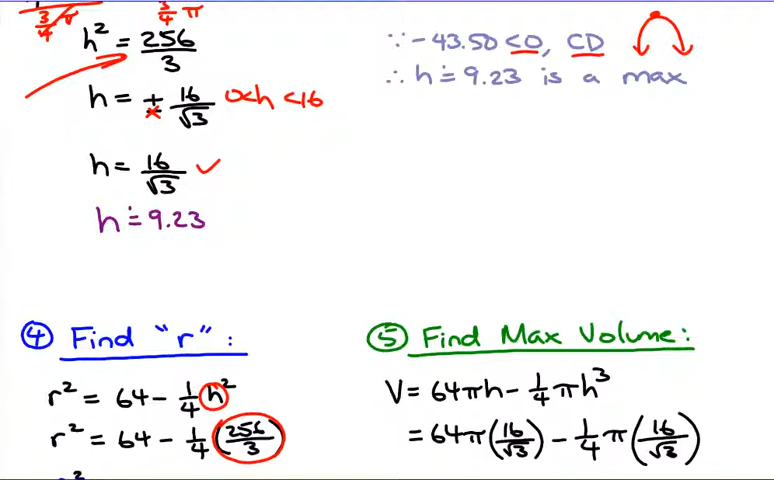 3/4 π 3/4 π
h² = 256/3
h = ± 16/√3 0<h<16
h = 16/√3 ✓
h ≐ 9.23
∵ -43.50 <0, CD
∴ h ≐ 9.23 is a max
④ Find "r":
r² = 64 - 1/4 h²
r² = 64 - 1/4 (256/3)
⑤ Find Max Volume:
V = 64πh - 1/4 πh³
= 64π(16/√3) - 1/4 π(16/√3)